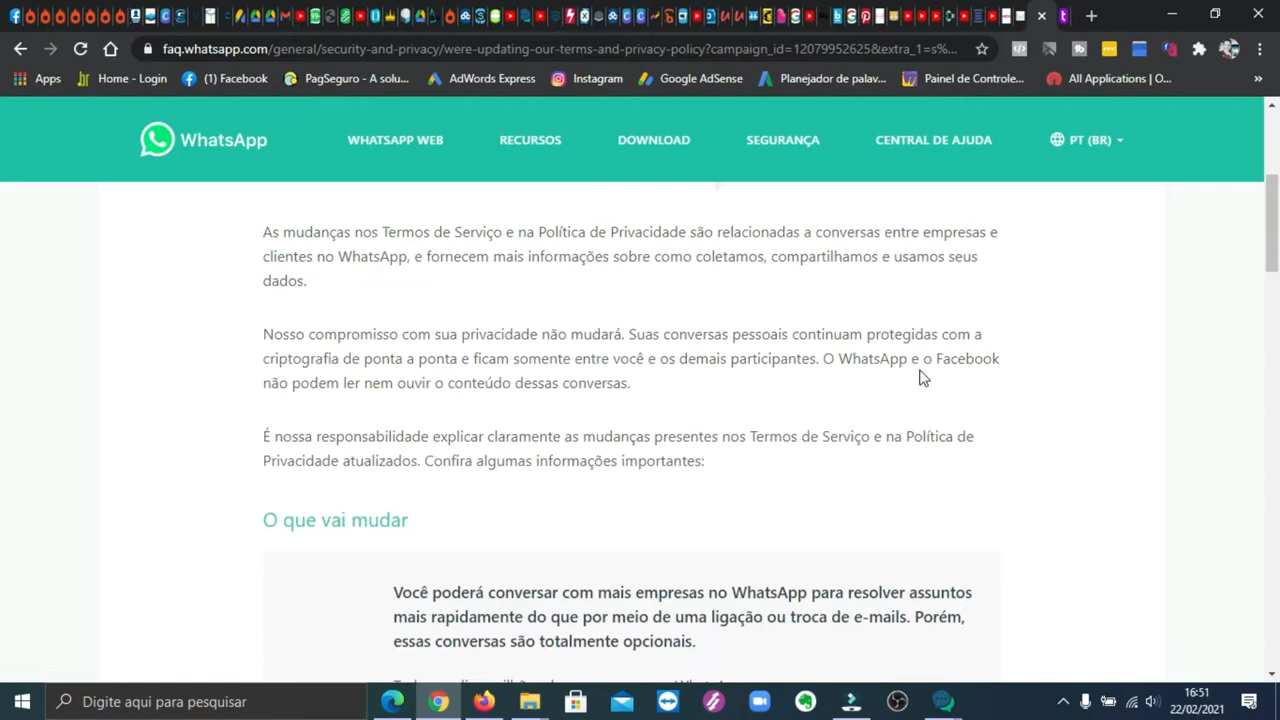 faq.whatsapp.com/general/security-and-privacy/were-updating-our-terms-and-privacy-policy?campaign_id=12079952625&extra_1=s%...
Apps
Home - Login
(1) Facebook
PagSeguro - A solu...
AdWords Express
Instagram
Google AdSense
Planejador de palav...
Painel de Controle...
All Applications | O...
»
WhatsApp
WHATSAPP WEB
RECURSOS
DOWNLOAD
SEGURANÇA
CENTRAL DE AJUDA
PT (BR)
As mudanças nos Termos de Serviço e na Política de Privacidade são relacionadas a conversas entre empresas e
clientes no WhatsApp, e fornecem mais informações sobre como coletamos, compartilhamos e usamos seus
dados.
Nosso compromisso com sua privacidade não mudará. Suas conversas pessoais continuam protegidas com a
criptografia de ponta a ponta e ficam somente entre você e os demais participantes. O WhatsApp e o Facebook
não podem ler nem ouvir o conteúdo dessas conversas.
É nossa responsabilidade explicar claramente as mudanças presentes nos Termos de Serviço e na Política de
Privacidade atualizados. Confira algumas informações importantes:
O que vai mudar
Você poderá conversar com mais empresas no WhatsApp para resolver assuntos
mais rapidamente do que por meio de uma ligação ou troca de e-mails. Porém,
essas conversas são totalmente opcionais.
Digite aqui para pesquisar
16:51
22/02/2021